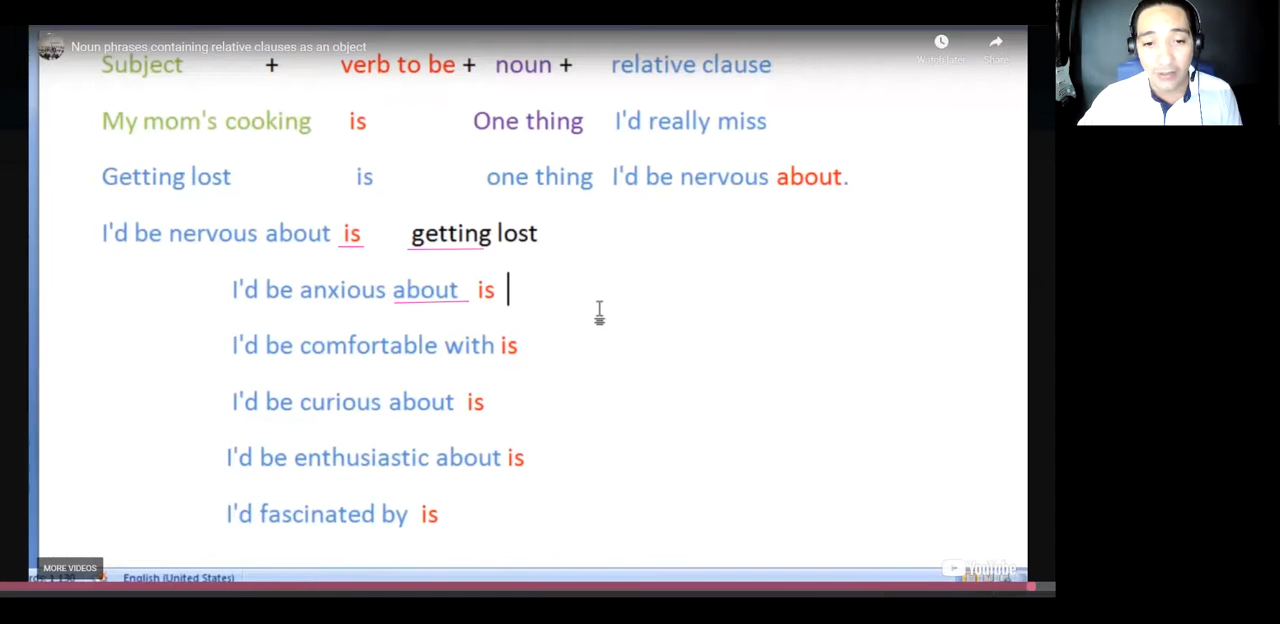 Noun phrases containing relative clauses as an object
Watch later
Share
Subject + verb to be + noun + relative clause
My mom's cooking is One thing I'd really miss
Getting lost is one thing I'd be nervous about.
I'd be nervous about is getting lost
I'd be anxious about is
I'd be comfortable with is
I'd be curious about is
I'd be enthusiastic about is
I'd fascinated by is
MORE VIDEOS
English (United States)
YouTube